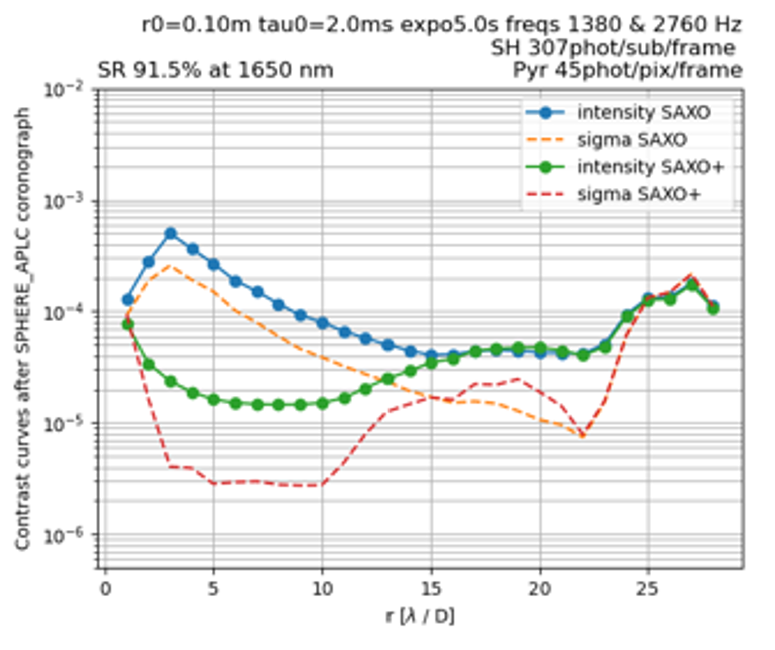 r0=0.10m tau0=2.0ms expo5.0s freqs 1380 & 2760 Hz
SH 307phot/sub/frame
SR 91.5% at 1650 nm Pyr 45phot/pix/frame
10−2
10−3
10−4
10−5
10−6
Contrast curves after SPHERE_APLC coronograph
intensity SAXO
sigma SAXO
intensity SAXO+
sigma SAXO+
0 5 10 15 20 25
r [λ / D]